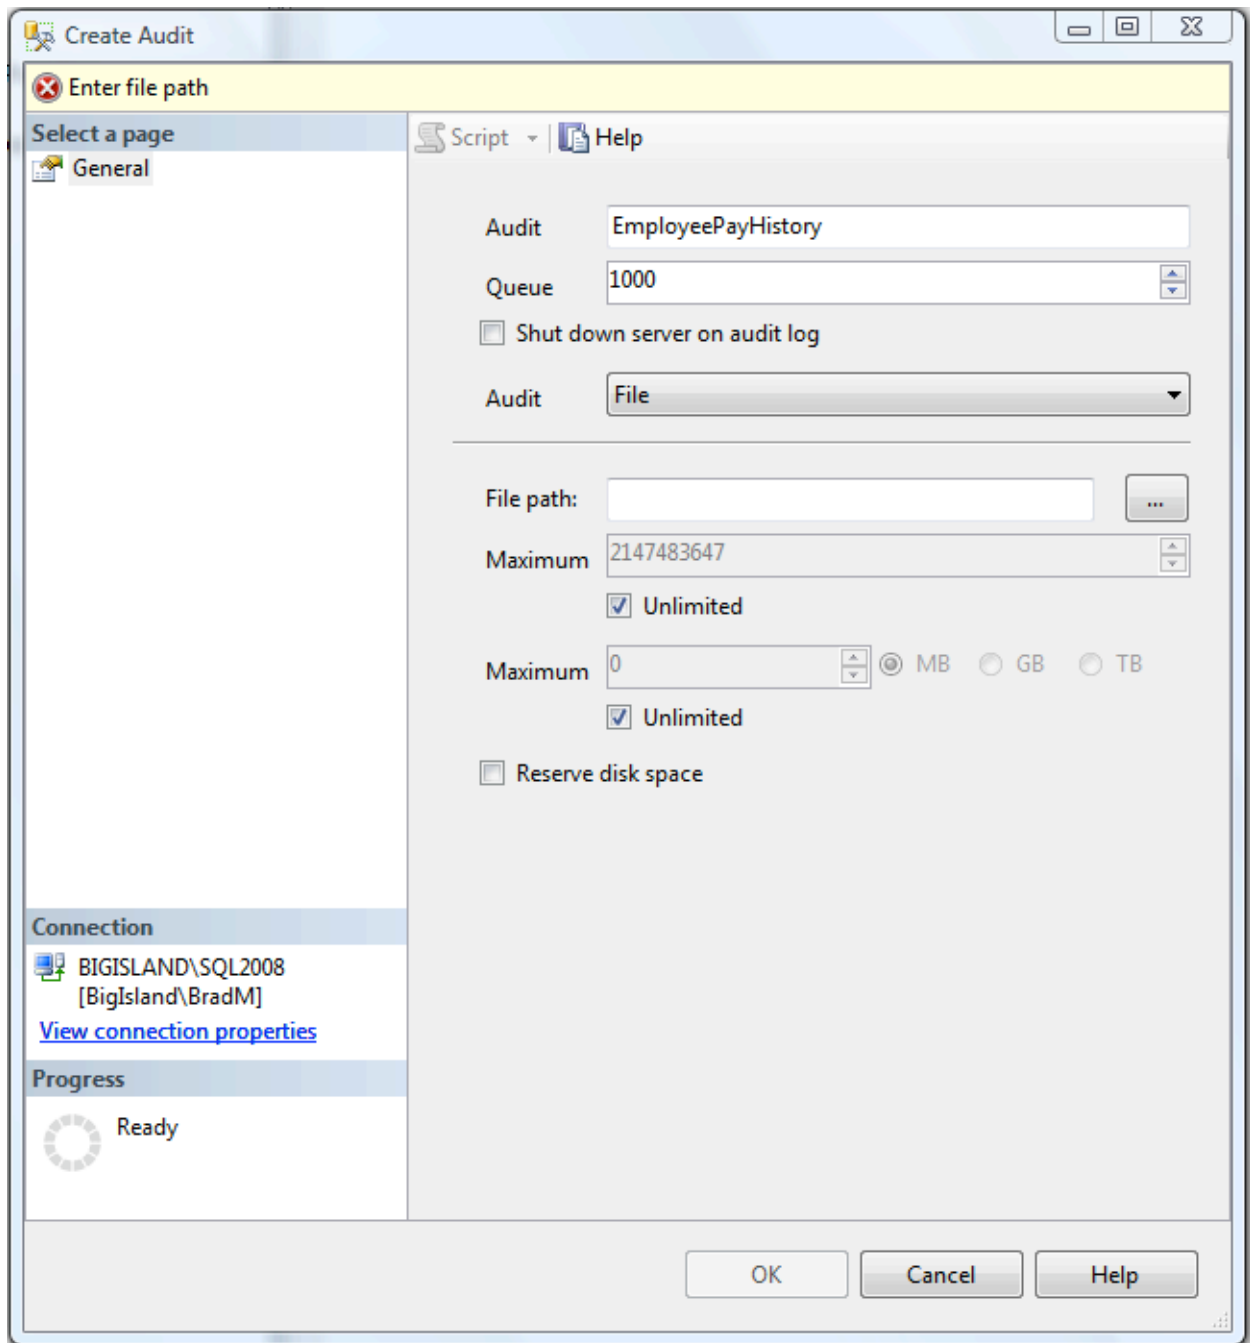 Create Audit
Enter file path
Select a page
General
Script
Help
Audit
EmployeePayHistory
Queue
1000
Shut down server on audit log
Audit
File
File path:
...
Maximum
2147483647
Unlimited
Maximum
0
MB
GB
TB
Unlimited
Reserve disk space
Connection
BIGISLAND\SQL2008
[BigIsland\BradM]
View connection properties
Progress
Ready
OK
Cancel
Help